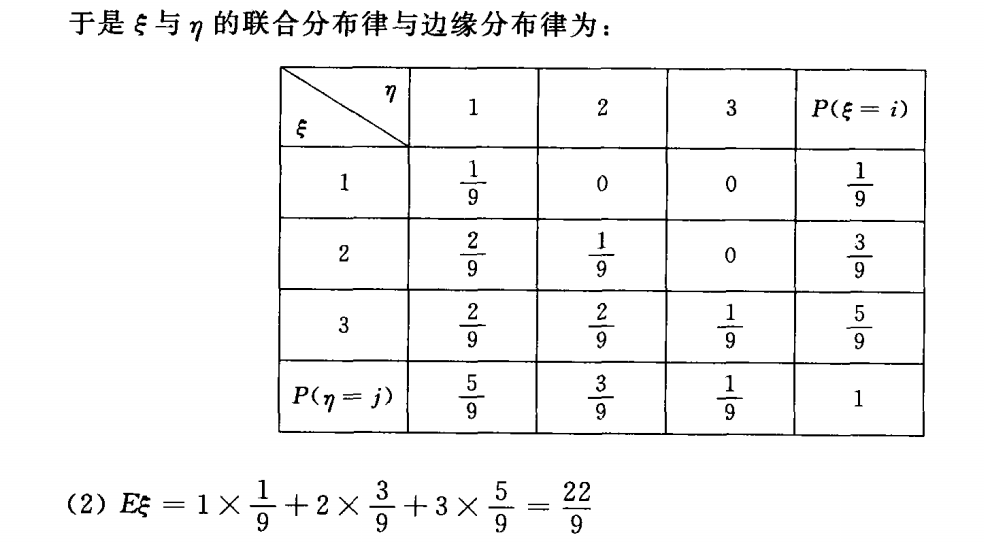 于是 ξ 与 η 的联合分布律与边缘分布律为：
η
ξ 1 2 3 P(ξ = i)
1 1/9 0 0 1/9
2 2/9 1/9 0 3/9
3 2/9 2/9 1/9 5/9
P(η = j) 5/9 3/9 1/9 1
(2) Eξ = 1 × 1/9 + 2 × 3/9 + 3 × 5/9 = 22/9